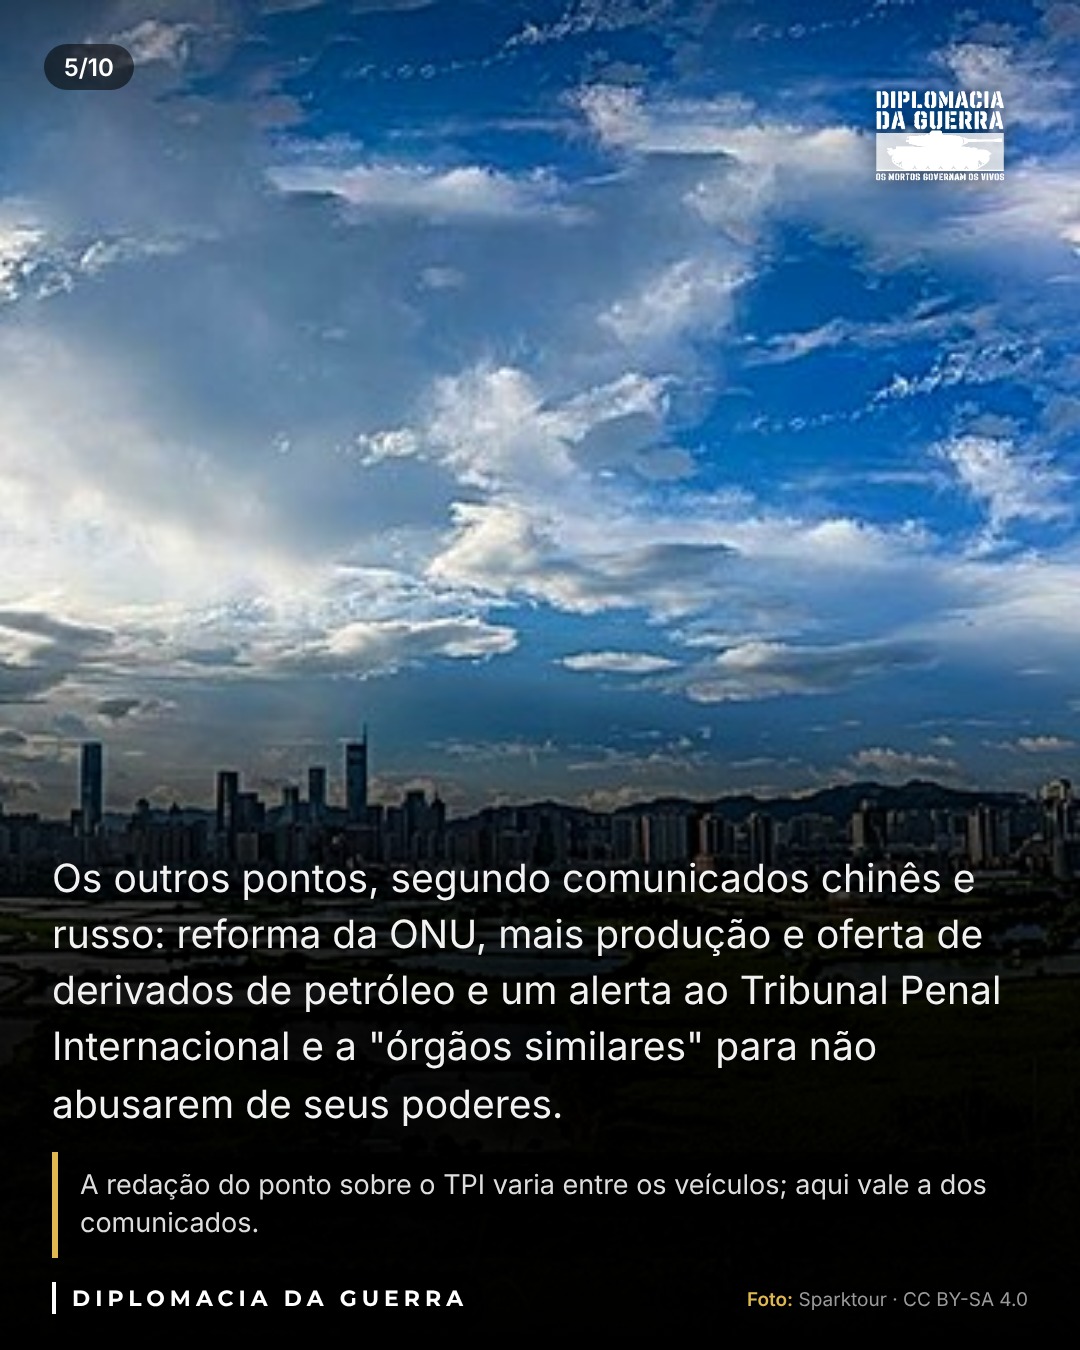 5/10
DIPLOMACIA
DA GUERRA
OS MORTOS GOVERNAM OS VIVOS
Os outros pontos, segundo comunicados chinês e
russo: reforma da ONU, mais produção e oferta de
derivados de petróleo e um alerta ao Tribunal Penal
Internacional e a "órgãos similares" para não
abusarem de seus poderes.
A redação do ponto sobre o TPI varia entre os veículos; aqui vale a dos
comunicados.
DIPLOMACIA DA GUERRA
Foto: Sparktour · CC BY-SA 4.0